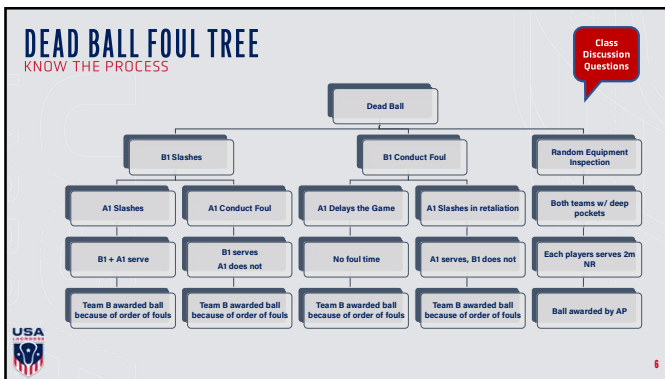 DEAD BALL FOUL TREE
KNOW THE PROCESS
Class
Discussion
Questions
Dead Ball
B1 Slashes
B1 Conduct Foul
Random Equipment
Inspection
A1 Slashes
A1 Conduct Foul
A1 Delays the Game
A1 Slashes in retaliation
Both teams w/ deep
pockets
B1 + A1 serve
B1 serves
A1 does not
No foul time
A1 serves, B1 does not
Each players serves 2m
NR
Team B awarded ball
because of order of fouls
Team B awarded ball
because of order of fouls
Team B awarded ball
because of order of fouls
Team B awarded ball
because of order of fouls
Ball awarded by AP
USA
LACROSSE
6